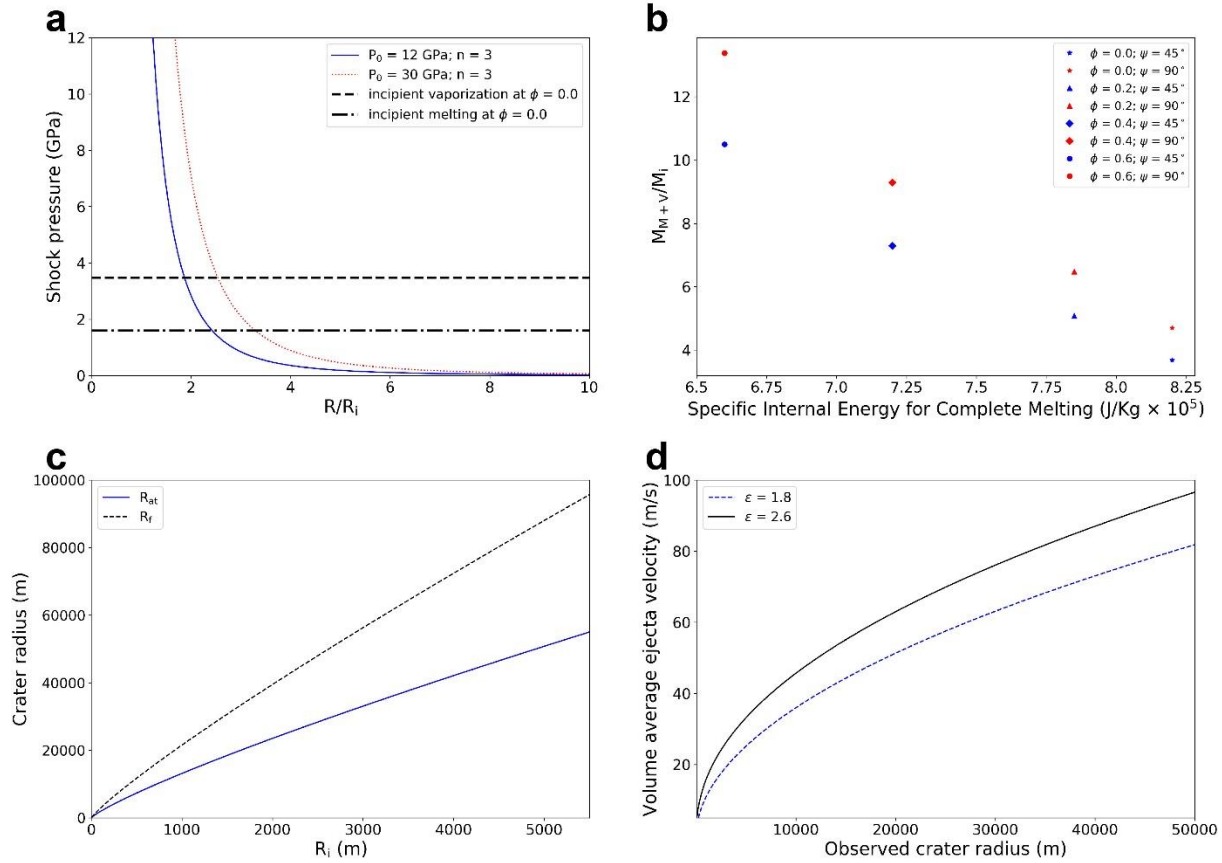 a
Shock pressure (GPa)
12
10
8
6
4
2
0
P₀ = 12 GPa; n = 3
P₀ = 30 GPa; n = 3
incipient vaporization at ϕ = 0.0
incipient melting at ϕ = 0.0
0 2 4 6 8 10
R/Rᵢ
b
M_M + V/Mᵢ
12
10
8
6
4
ϕ = 0.0; ψ = 45°
ϕ = 0.0; ψ = 90°
ϕ = 0.2; ψ = 45°
ϕ = 0.2; ψ = 90°
ϕ = 0.4; ψ = 45°
ϕ = 0.4; ψ = 90°
ϕ = 0.6; ψ = 45°
ϕ = 0.6; ψ = 90°
6.5 6.75 7.0 7.25 7.5 7.75 8.0 8.25
Specific Internal Energy for Complete Melting (J/Kg × 10⁵)
c
Crater radius (m)
100000
80000
60000
40000
20000
0
R_at
R_f
0 1000 2000 3000 4000 5000
Rᵢ (m)
d
Volume average ejecta velocity (m/s)
100
80
60
40
20
ε = 1.8
ε = 2.6
10000 20000 30000 40000 50000
Observed crater radius (m)